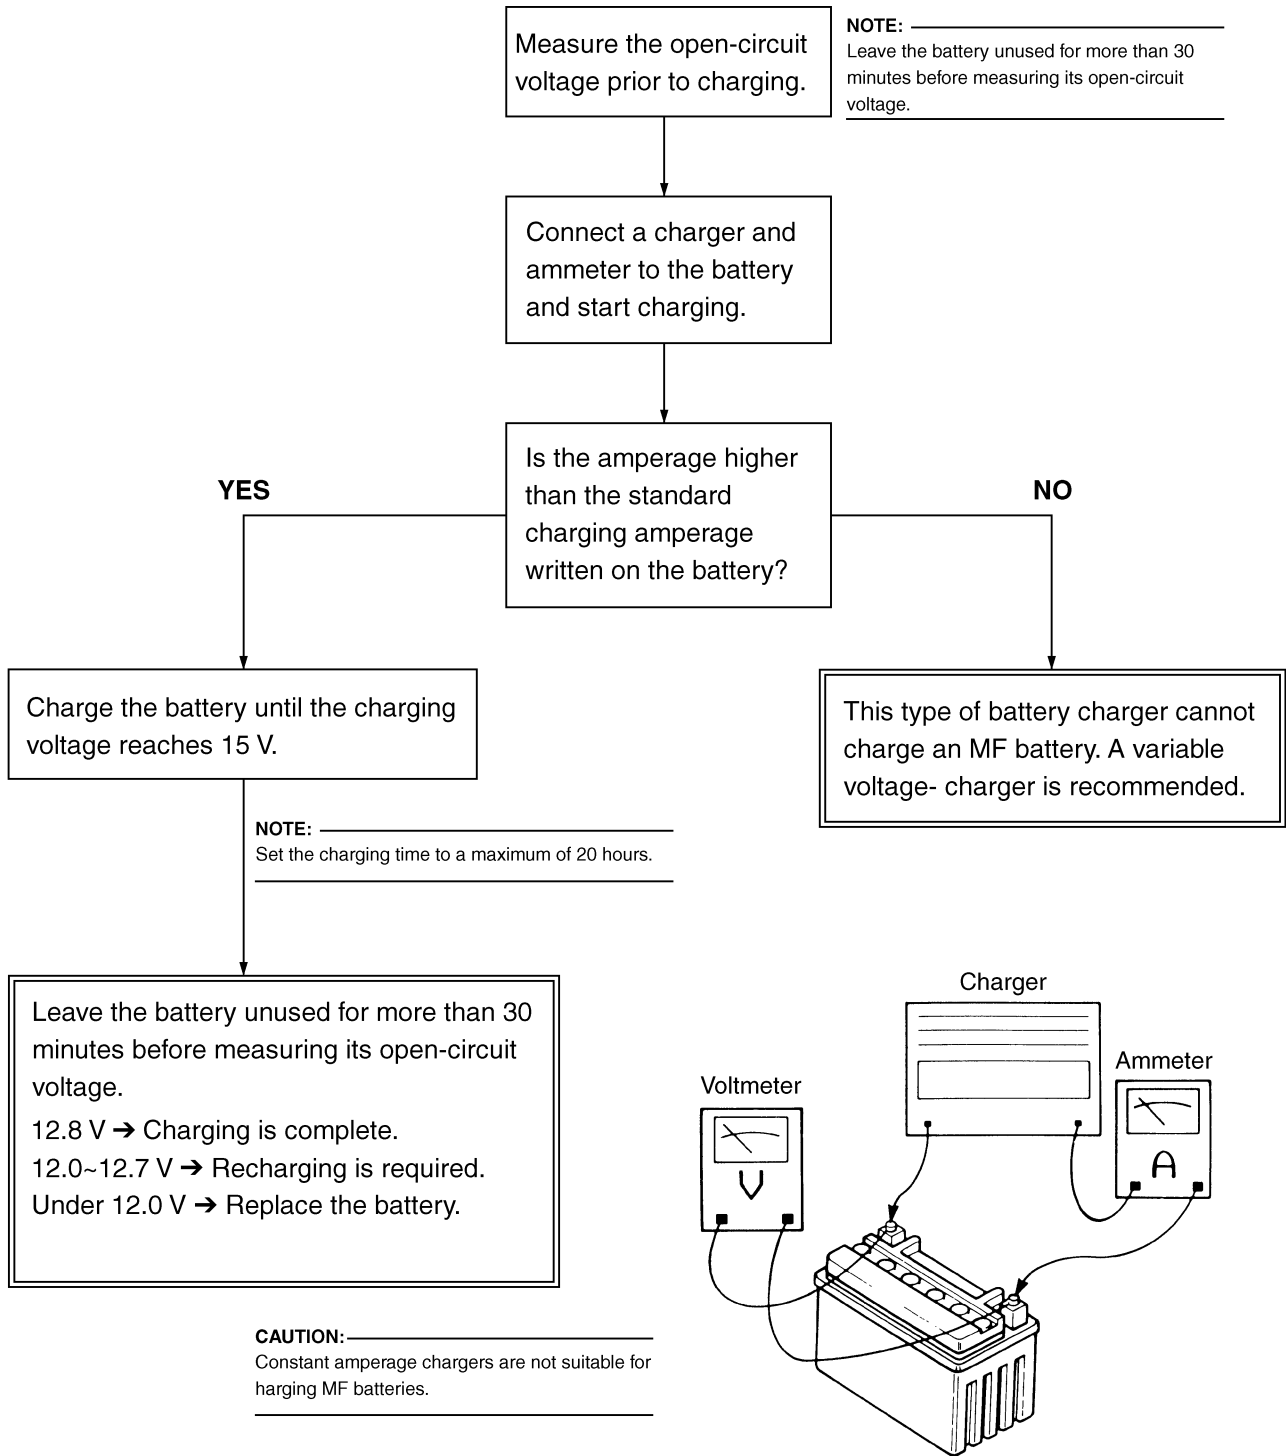 Measure the open-circuit
voltage prior to charging.
NOTE:
Leave the battery unused for more than 30
minutes before measuring its open-circuit
voltage.
Connect a charger and
ammeter to the battery
and start charging.
Is the amperage higher
than the standard
charging amperage
written on the battery?
YES
NO
Charge the battery until the charging
voltage reaches 15 V.
This type of battery charger cannot
charge an MF battery. A variable
voltage- charger is recommended.
NOTE:
Set the charging time to a maximum of 20 hours.
Leave the battery unused for more than 30
minutes before measuring its open-circuit
voltage.
12.8 V ➔ Charging is complete.
12.0~12.7 V ➔ Recharging is required.
Under 12.0 V ➔ Replace the battery.
Charger
Ammeter
Voltmeter
A
V
CAUTION:
Constant amperage chargers are not suitable for
harging MF batteries.